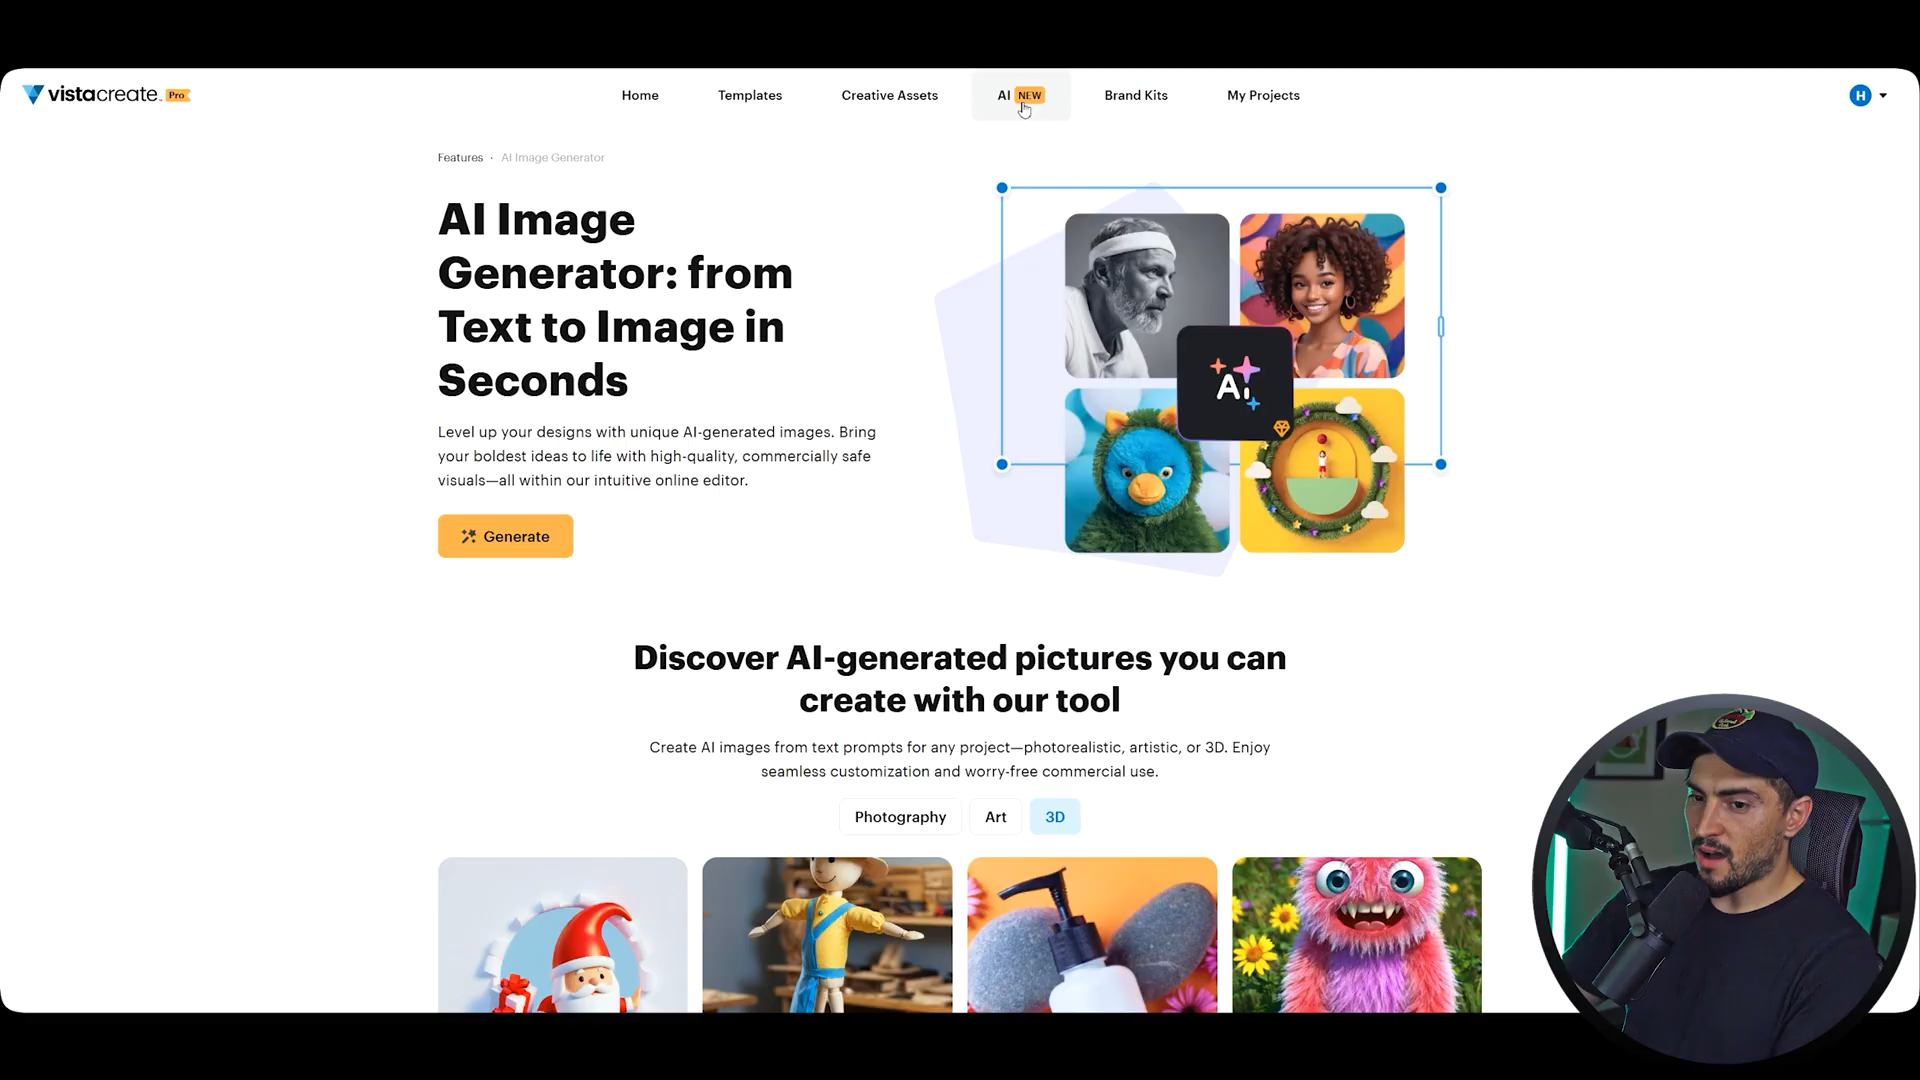 vistacreate Pro
Home
Templates
Creative Assets
AI NEW
Brand Kits
My Projects
H
Features · AI Image Generator
AI Image
Generator: from
Text to Image in
Seconds
Level up your designs with unique AI-generated images. Bring
your boldest ideas to life with high-quality, commercially safe
visuals—all within our intuitive online editor.
Generate
Ai
Discover AI-generated pictures you can
create with our tool
Create AI images from text prompts for any project—photorealistic, artistic, or 3D. Enjoy
seamless customization and worry-free commercial use.
Photography
Art
3D